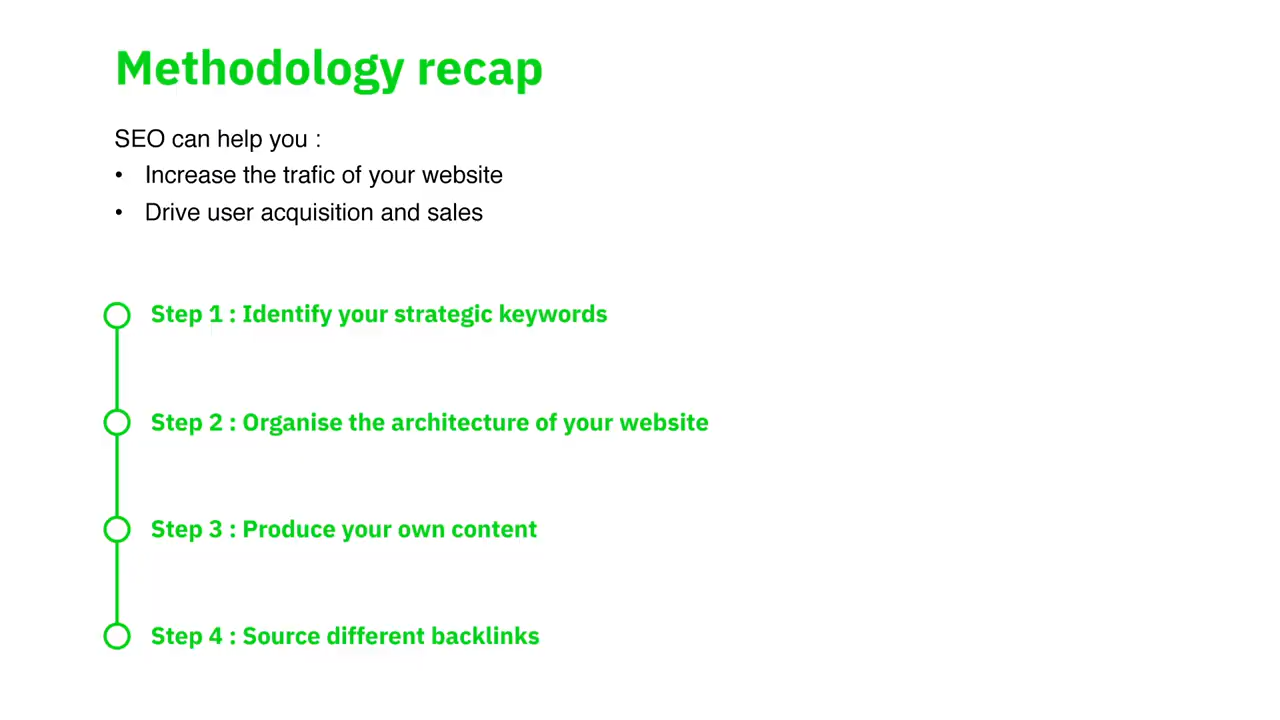 Methodology recap
SEO can help you :
• Increase the trafic of your website
• Drive user acquisition and sales
Step 1 : Identify your strategic keywords
Step 2 : Organise the architecture of your website
Step 3 : Produce your own content
Step 4 : Source different backlinks